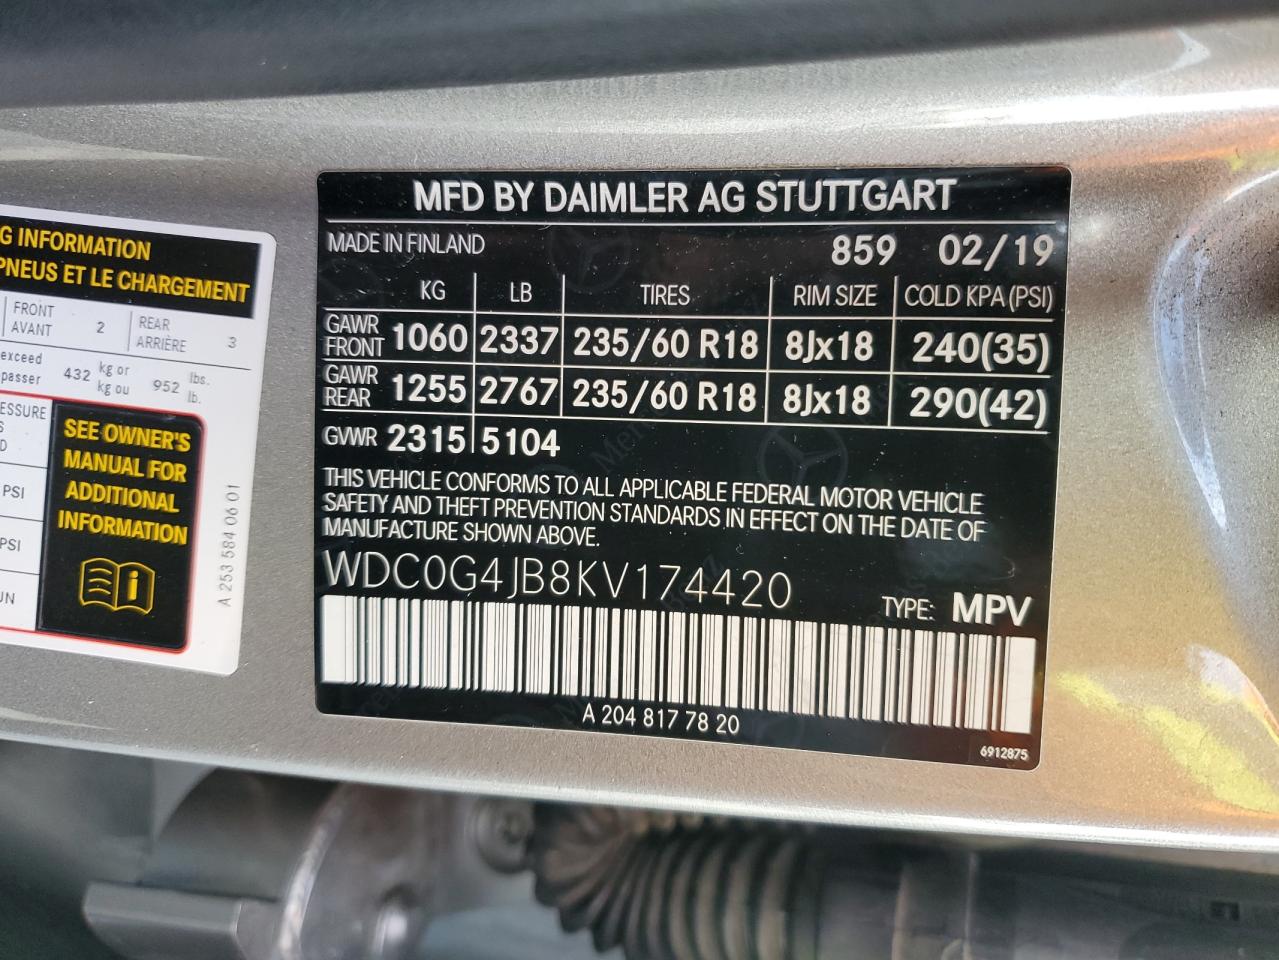 G INFORMATION
PNEUS ET LE CHARGEMENT
FRONT
AVANT
2
REAR
ARRIÈRE
3
exceed
passer
432
kg or
kg ou
952
lbs.
lb.
ESSURE
S
D
PSI
PSI
UN
SEE OWNER'S
MANUAL FOR
ADDITIONAL
INFORMATION
A 253 584 06 01
MFD BY DAIMLER AG STUTTGART
MADE IN FINLAND 859 02/19
KG LB TIRES RIM SIZE COLD KPA (PSI)
GAWR
FRONT 1060 2337 235/60 R18 8Jx18 240(35)
GAWR
REAR 1255 2767 235/60 R18 8Jx18 290(42)
GVWR 2315 5104
THIS VEHICLE CONFORMS TO ALL APPLICABLE FEDERAL MOTOR VEHICLE
SAFETY AND THEFT PREVENTION STANDARDS IN EFFECT ON THE DATE OF
MANUFACTURE SHOWN ABOVE.
WDC0G4JB8KV174420 TYPE: MPV
A 204 817 78 20
6912875